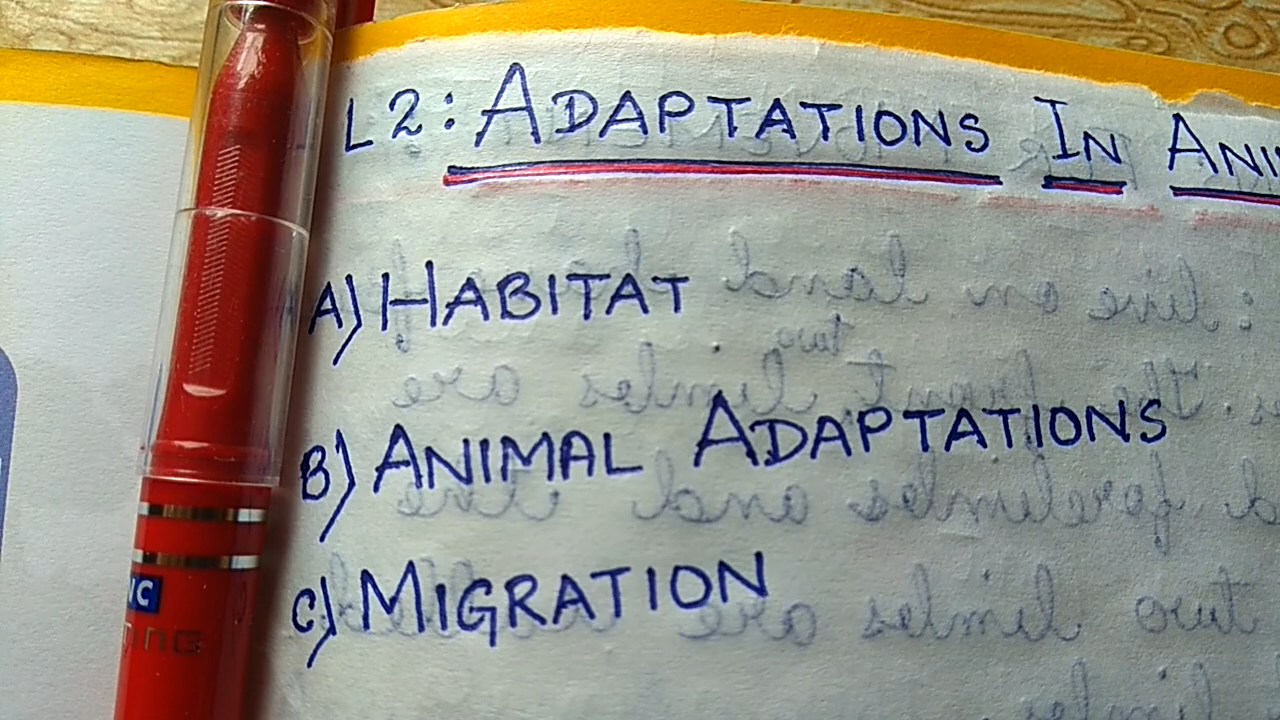 L2: ADAPTATIONS IN ANI
A) HABITAT
B) ANIMAL ADAPTATIONS
C) MIGRATION